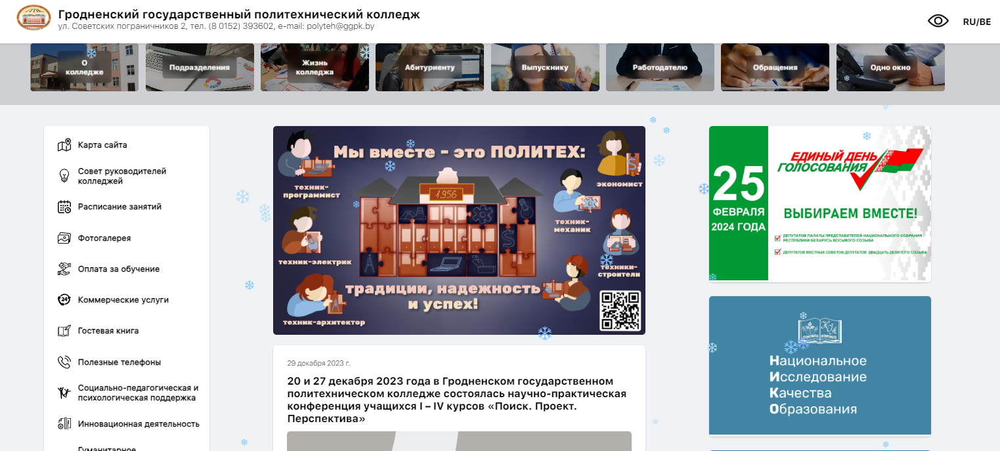 Гродненский государственный политехнический колледж
ул. Советских пограничников 2, тел. (8 0152) 393602, e-mail: polyteh@ggpk.by
RU/BE
О
колледже
Подразделения
Жизнь
колледжа
Абитуриенту
Выпускнику
Работодателю
Обращения
Одно окно
Карта сайта
Совет руководителей
колледжей
Расписание занятий
Фотогалерея
Оплата за обучение
24
Коммерческие услуги
Гостевая книга
Полезные телефоны
Социально-педагогическая и
психологическая поддержка
Инновационная деятельность
Гуманитарное
Мы вместе - это ПОЛИТЕХ:
техник-
программист
1956
экономист
техник-
механик
техник-электрик
техники-
строители
традиции, надежность
и успех!
техник-архитектор
29 декабря 2023 г.
20 и 27 декабря 2023 года в Гродненском государственном
политехническом колледже состоялась научно-практическая
конференция учащихся I – IV курсов «Поиск. Проект.
Перспектива»
25
ФЕВРАЛЯ
2024 ГОДА
ЕДИНЫЙ ДЕНЬ
ГОЛОСОВАНИЯ
ВЫБИРАЕМ ВМЕСТЕ!
ДЕПУТАТОВ ПАЛАТЫ ПРЕДСТАВИТЕЛЕЙ НАЦИОНАЛЬНОГО СОБРАНИЯ
РЕСПУБЛИКИ БЕЛАРУСЬ ВОСЬМОГО СОЗЫВА
ДЕПУТАТОВ МЕСТНЫХ СОВЕТОВ ДЕПУТАТОВ ДВАДЦАТЬ ДЕВЯТОГО СОЗЫВА
Национальное
Исследование
Качества
Образования